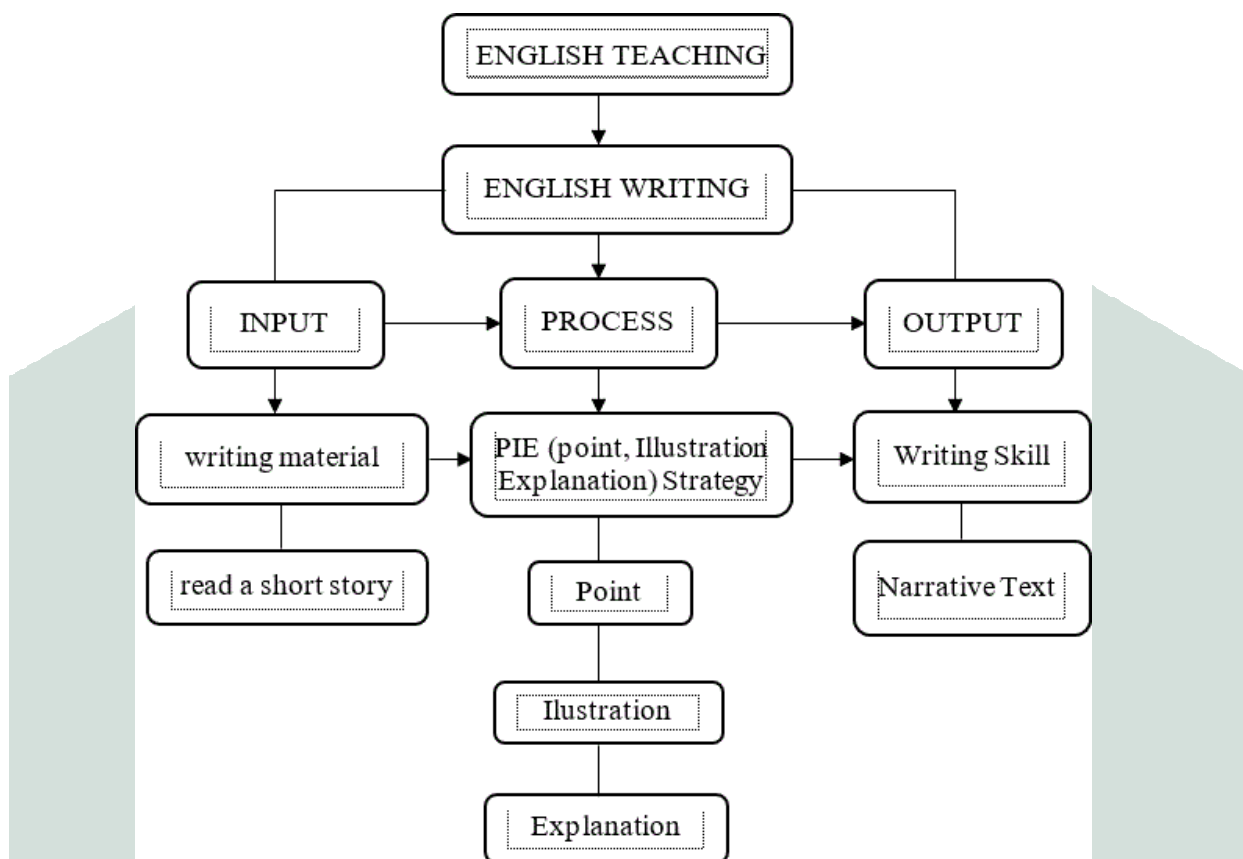 ENGLISH TEACHING
ENGLISH WRITING
INPUT
PROCESS
OUTPUT
writing material
PIE (point, Illustration
Explanation) Strategy
Writing Skill
read a short story
Point
Narrative Text
Ilustration
Explanation